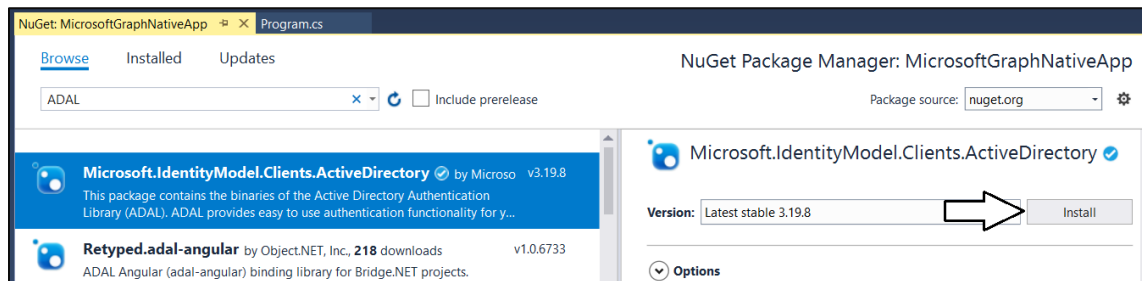 NuGet: MicrosoftGraphNativeApp Program.cs
Browse Installed Updates
NuGet Package Manager: MicrosoftGraphNativeApp
ADAL Include prerelease
Package source: nuget.org
Microsoft.IdentityModel.Clients.ActiveDirectory by Microso v3.19.8
This package contains the binaries of the Active Directory Authentication
Library (ADAL). ADAL provides easy to use authentication functionality for y...
Retyped.adal-angular by Object.NET, Inc., 218 downloads v1.0.6733
ADAL Angular (adal-angular) binding library for Bridge.NET projects.
Microsoft.IdentityModel.Clients.ActiveDirectory
Version: Latest stable 3.19.8 Install
Options